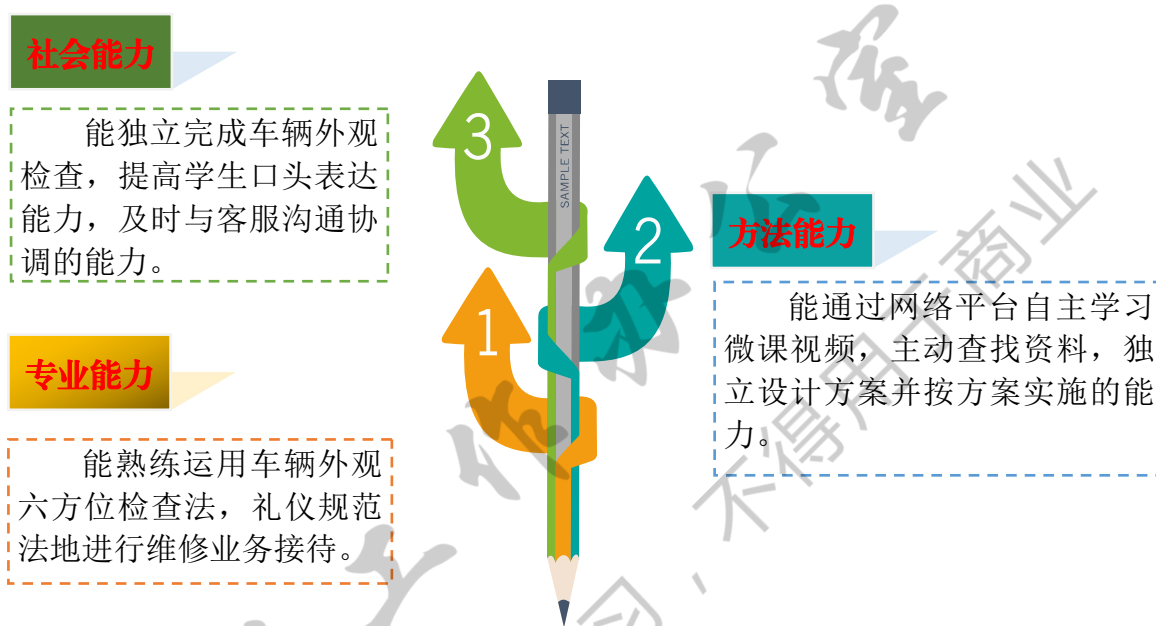 社会能力
能独立完成车辆外观
检查，提高学生口头表达
能力，及时与客服沟通协
调的能力。
3
SAMPLE TEXT
2
方法能力
能通过网络平台自主学习
微课视频，主动查找资料，独
立设计方案并按方案实施的能
力。
1
专业能力
能熟练运用车辆外观
六方位检查法，礼仪规范
法地进行维修业务接待。
不得用于商业